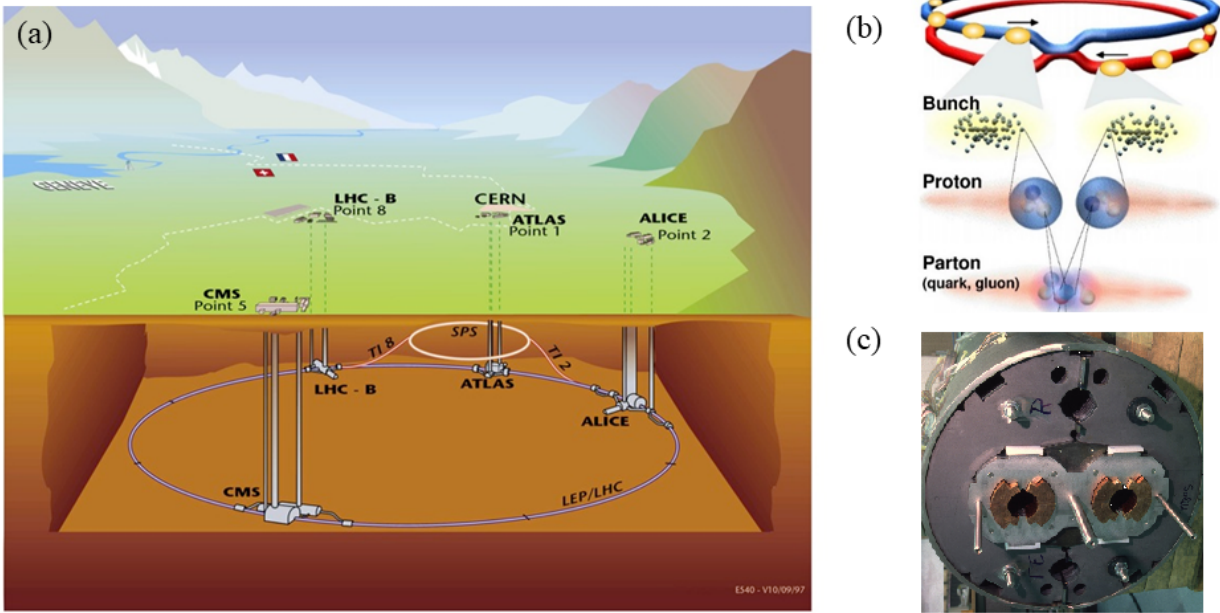 (a)
GENEVE
LHC - B
Point 8
CERN
ATLAS
Point 1
ALICE
Point 2
CMS
Point 5
SPS
TI 8
TI 2
LHC - B
ATLAS
ALICE
CMS
LEP/LHC
E540 - V10/09/97
(b)
Bunch
Proton
Parton
(quark, gluon)
(c)